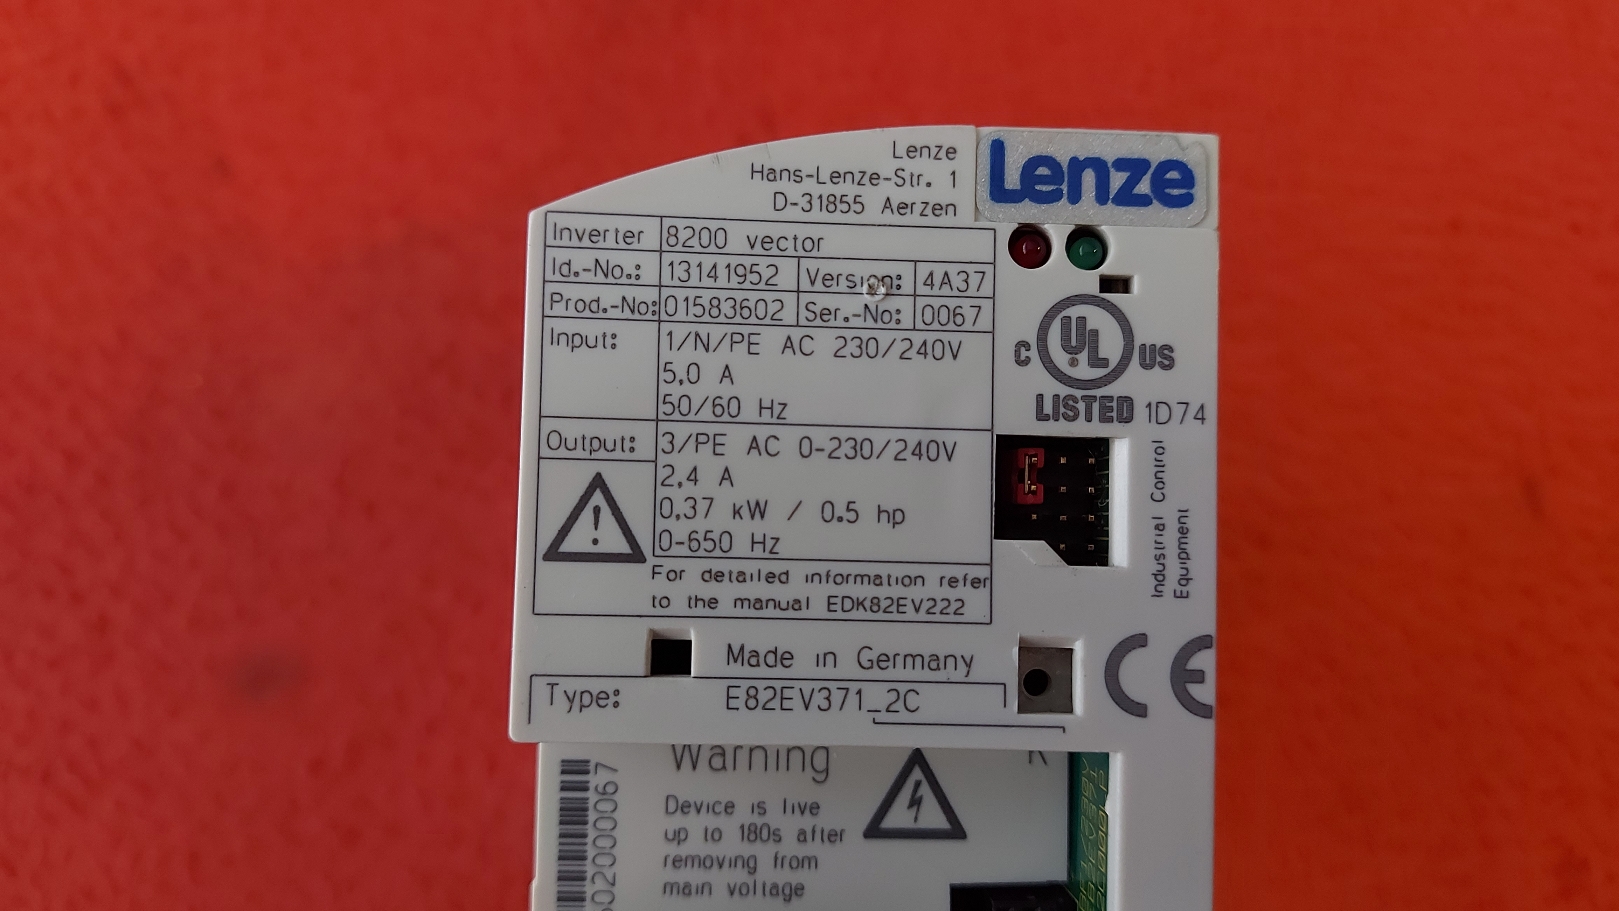 Lenze
Hans-Lenze-Str. 1
D-31855 Aerzen
Lenze
Inverter 8200 vector
Id.-No.: 13141952 Version: 4A37
Prod.-No: 01583602 Ser.-No: 0067
Input: 1/N/PE AC 230/240V
5,0 A
50/60 Hz
Output: 3/PE AC 0-230/240V
2,4 A
0,37 kW / 0.5 hp
0-650 Hz
For detailed information refer
to the manual EDK82EV222
C UL US
LISTED 1D74
Industrial Control
Equipment
Made in Germany
CE
Type: E82EV371_2C
Warning
Device is live
up to 180s after
removing from
main voltage
0200067